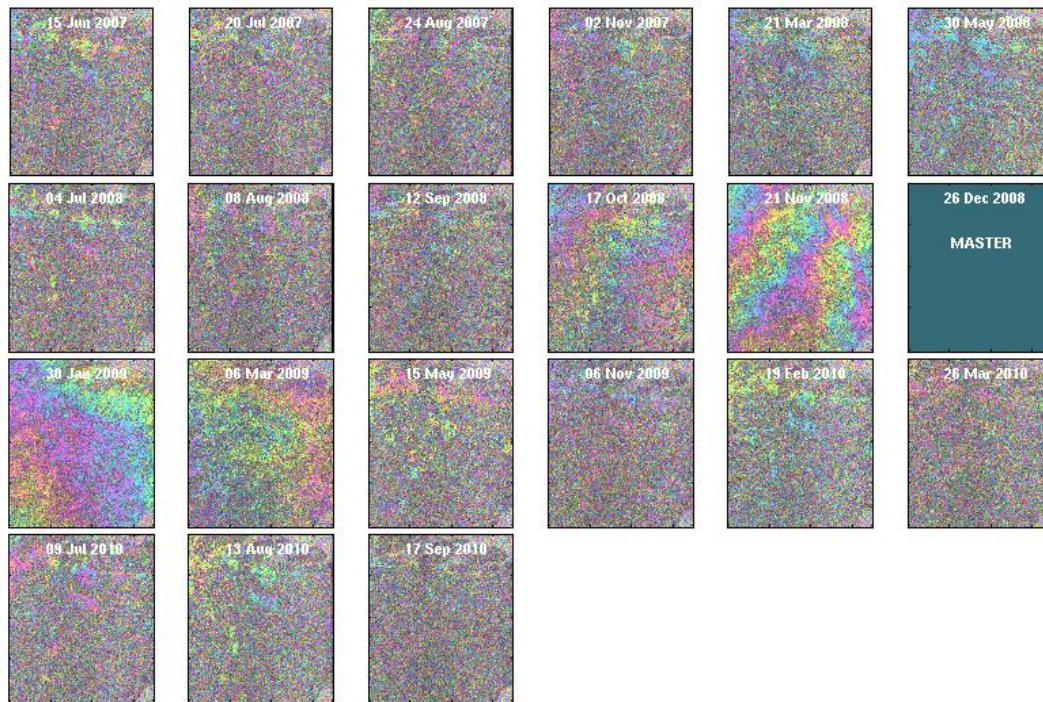 15 Jun 2007
20 Jul 2007
24 Aug 2007
02 Nov 2007
21 Mar 2008
30 May 2008
04 Jul 2008
08 Aug 2008
12 Sep 2008
17 Oct 2008
21 Nov 2008
26 Dec 2008
MASTER
30 Jan 2009
06 Mar 2009
15 May 2009
06 Nov 2009
19 Feb 2010
26 Mar 2010
09 Jul 2010
13 Aug 2010
17 Sep 2010